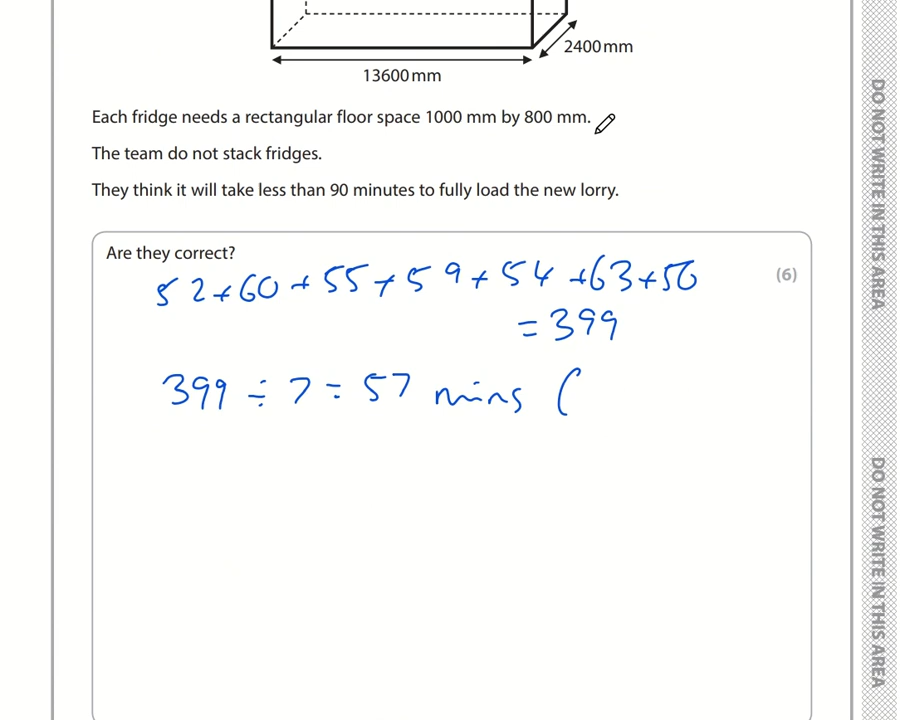 2400 mm
13600 mm
Each fridge needs a rectangular floor space 1000 mm by 800 mm.
The team do not stack fridges.
They think it will take less than 90 minutes to fully load the new lorry.
Are they correct?
(6)
52+60+55+59+54+63+56
=399
399 ÷ 7 = 57 mins (
DO NOT WRITE IN THIS AREA
DO NOT WRITE IN THIS AREA